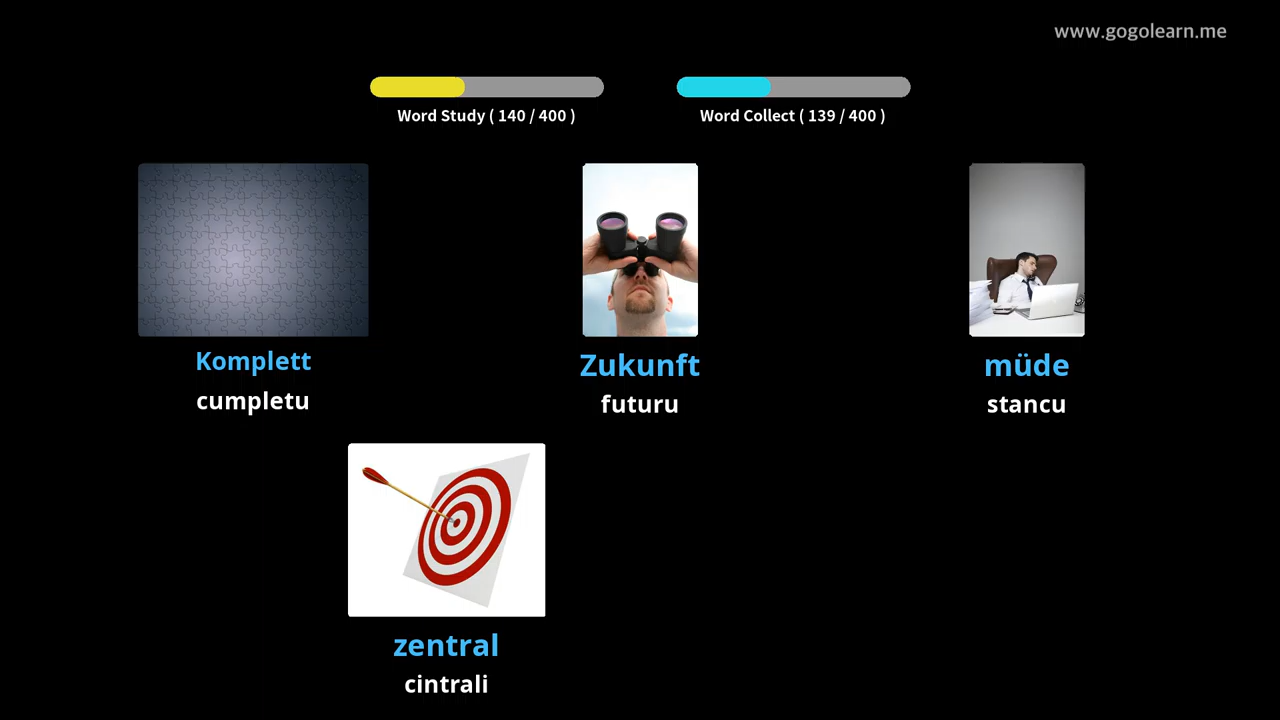 www.gogolearn.me
Word Study ( 140 / 400 )
Word Collect ( 139 / 400 )
Komplett
cumpletu
Zukunft
futuru
müde
stancu
zentral
cintrali